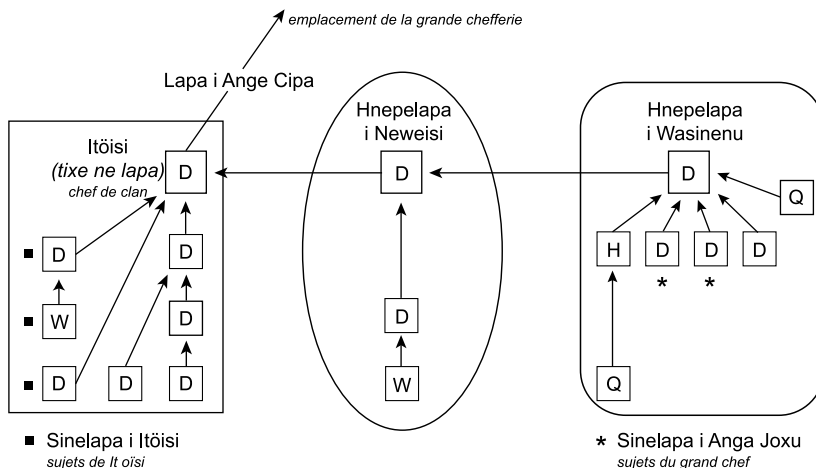 emplacement de la grande chefferie
Lapa i Ange Cipa
Itöisi
(tixe ne lapa)
chef de clan
D
D
D
W
D
D
D
D
D
Hnepelapa
i Neweisi
D
D
W
Hnepelapa
i Wasinenu
D
Q
H
D
D
D
*
*
Q
■ Sinelapa i Itöisi
sujets de It oïsi
* Sinelapa i Anga Joxu
sujets du grand chef